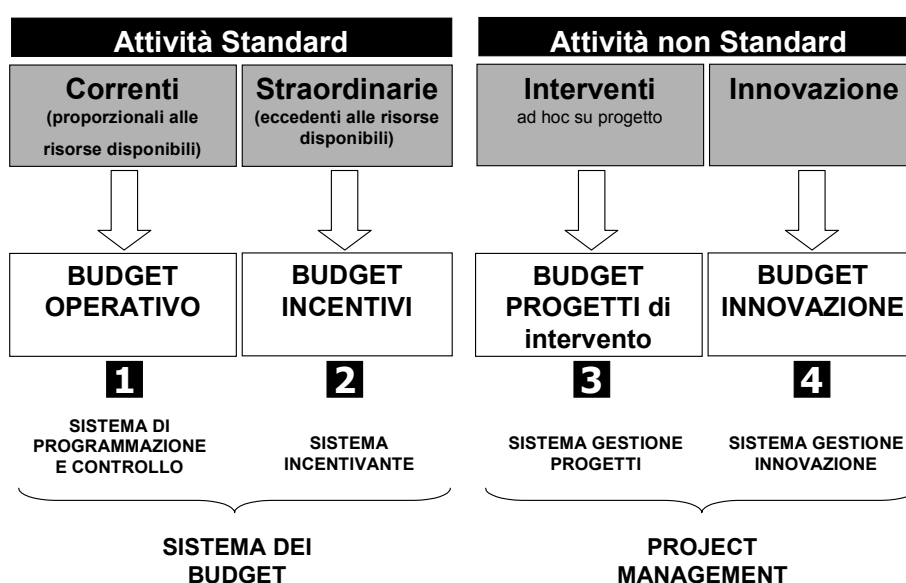 Attività Standard
Attività non Standard
Correnti
(proporzionali alle
risorse disponibili)
Straordinarie
(eccedenti alle risorse
disponibili)
Interventi
ad hoc su progetto
Innovazione
BUDGET
OPERATIVO
BUDGET
INCENTIVI
BUDGET
PROGETTI di
intervento
BUDGET
INNOVAZIONE
1
2
3
4
SISTEMA DI
PROGRAMMAZIONE
E CONTROLLO
SISTEMA
INCENTIVANTE
SISTEMA GESTIONE
PROGETTI
SISTEMA GESTIONE
INNOVAZIONE
SISTEMA DEI
BUDGET
PROJECT
MANAGEMENT